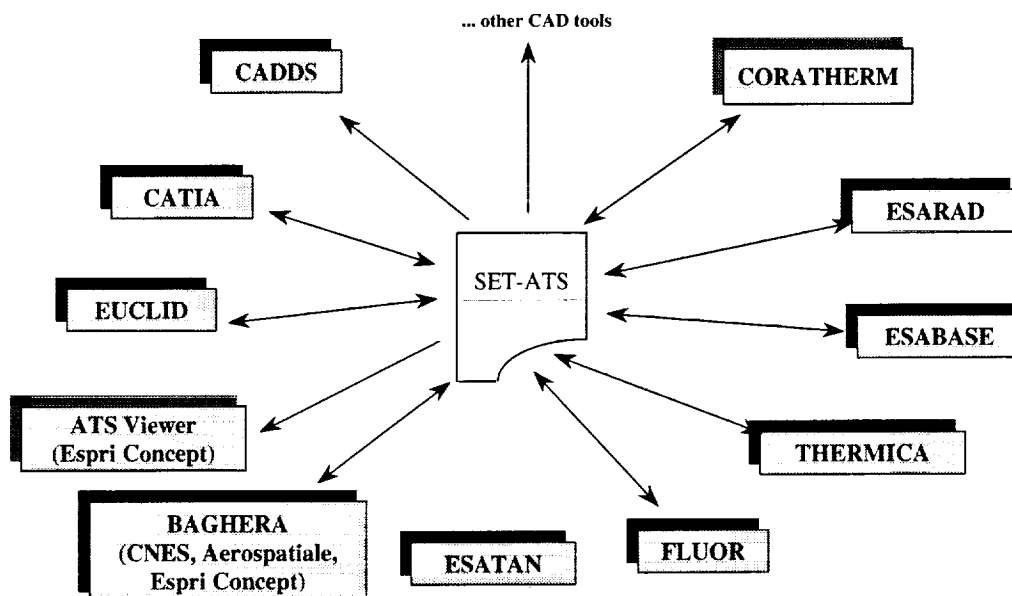 ... other CAD tools
CADDS
CORATHERM
CATIA
ESARAD
SET-ATS
EUCLID
ESABASE
ATS Viewer
(Espri Concept)
THERMICA
BAGHERA
(CNES, Aerospatiale,
Espri Concept)
ESATAN
FLUOR